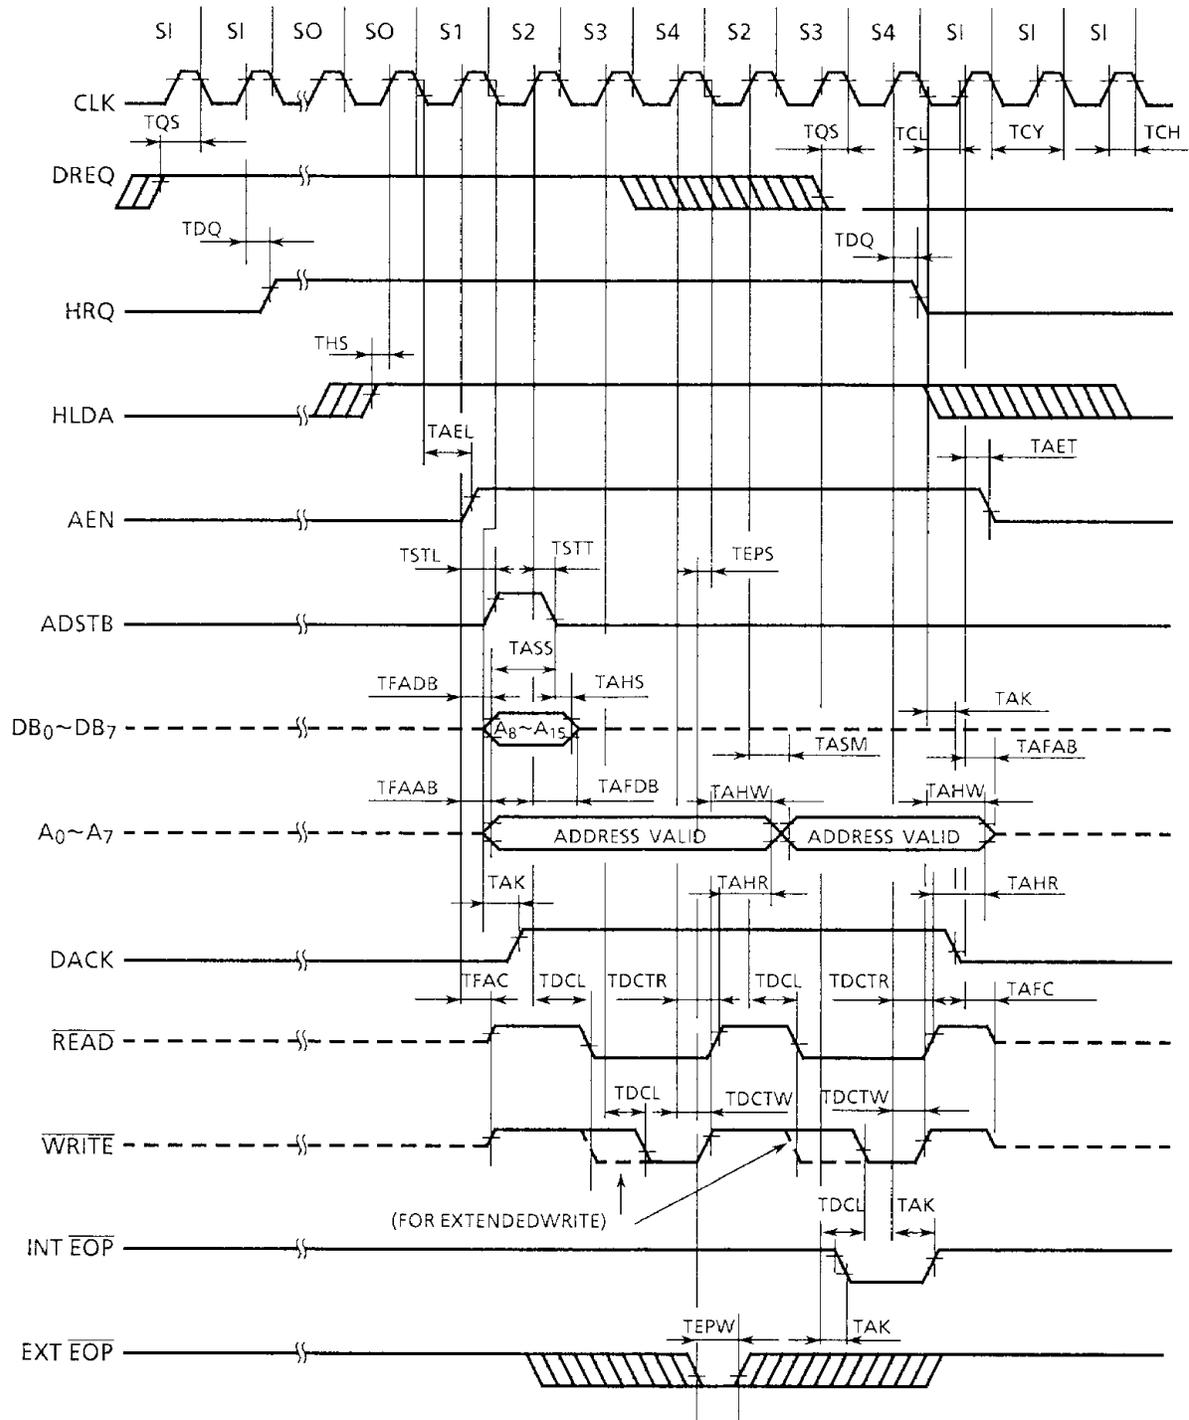 SI SI SO SO S1 S2 S3 S4 S2 S3 S4 SI SI SI
CLK
TQS TQS TCL TCY TCH
DREQ
TDQ TDQ
HRQ
THS
HLDA
TAEL TAET
AEN
TSTL TSTT TEPS
ADSTB
TASS
TFADB TAHS TAK
DB0~DB7 A8~A15
TASM TAFAB
TFAAB TAFDB TAHW TAHW
A0~A7 ADDRESS VALID ADDRESS VALID
TAK TAHR TAHR
DACK
TFAC TDCL TDCTR TDCL TDCTR TAFC
READ
TDCL TDCTW TDCTW
WRITE
TDCL TAK
(FOR EXTENDEDWRITE)
INT EOP
TEPW TAK
EXT EOP